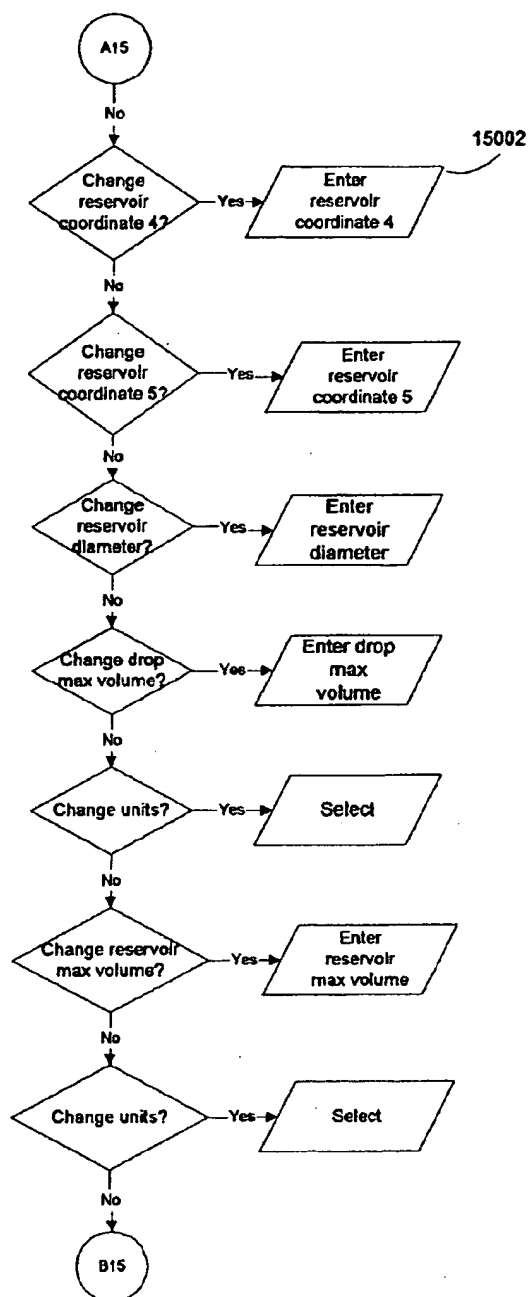 A15
No
15002
Change
reservoir
coordinate 4?
Yes
Enter
reservoir
coordinate 4
No
Change
reservoir
coordinate 5?
Yes
Enter
reservoir
coordinate 5
No
Change
reservoir
diameter?
Yes
Enter
reservoir
diameter
No
Change drop
max volume?
Yes
Enter drop
max
volume
No
Change units?
Yes
Select
No
Change reservoir
max volume?
Yes
Enter
reservoir
max volume
No
Change units?
Yes
Select
No
B15